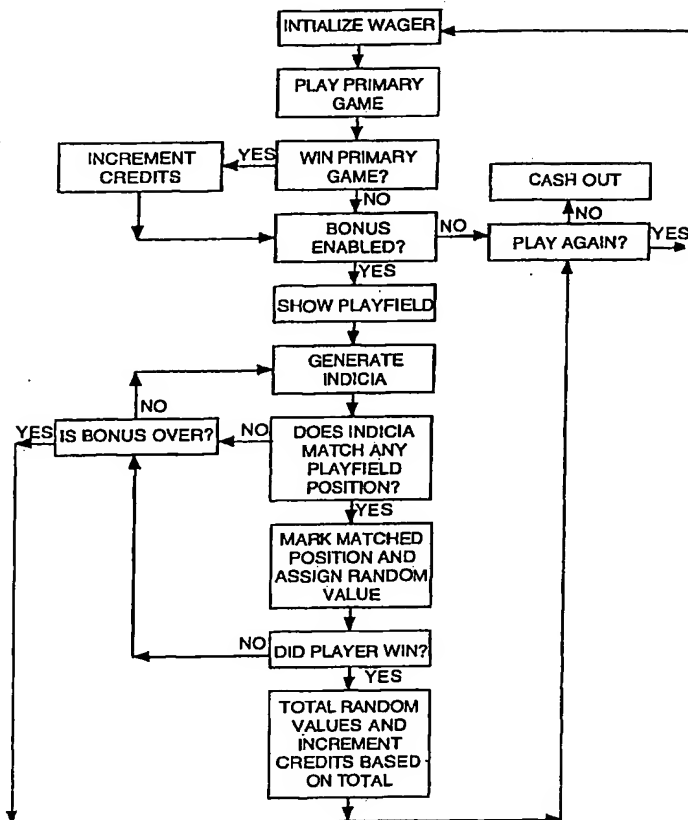 INTIALIZE WAGER
PLAY PRIMARY
GAME
INCREMENT
CREDITS
YES
WIN PRIMARY
GAME?
CASH OUT
NO
NO
BONUS
ENABLED?
NO
PLAY AGAIN?
YES
YES
SHOW PLAYFIELD
GENERATE
INDICIA
NO
YES
IS BONUS OVER?
NO
DOES INDICIA
MATCH ANY
PLAYFIELD
POSITION?
YES
MARK MATCHED
POSITION AND
ASSIGN RANDOM
VALUE
NO
DID PLAYER WIN?
YES
TOTAL RANDOM
VALUES AND
INCREMENT
CREDITS BASED
ON TOTAL